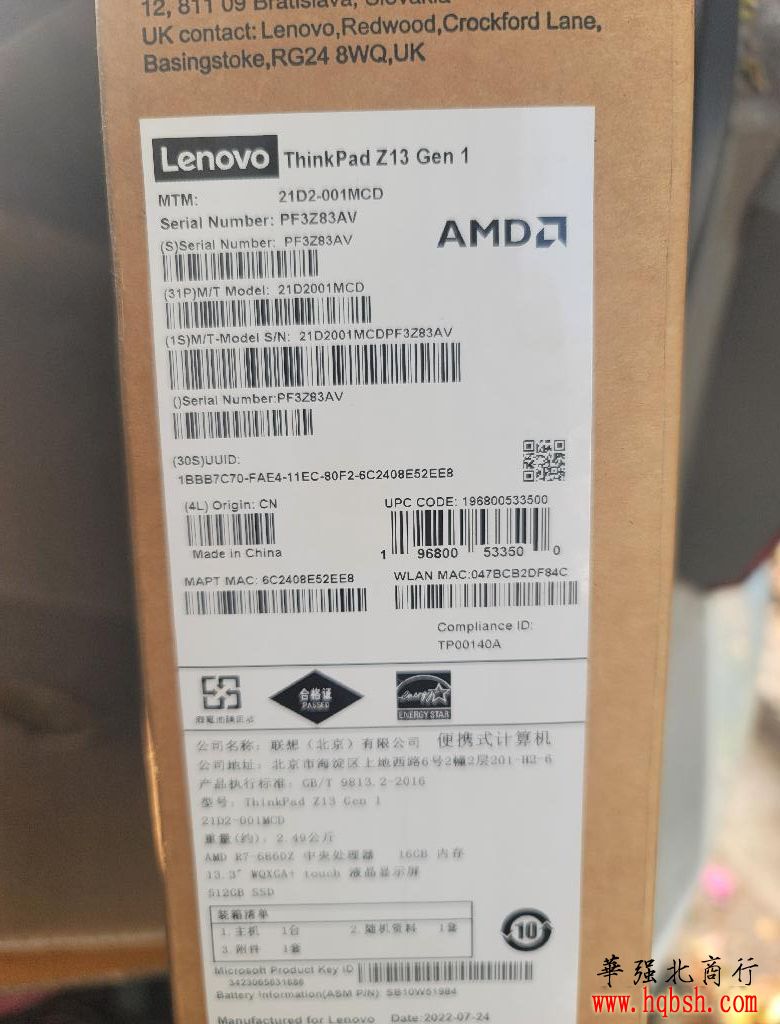 12, 811 09 Bratislava, Slovakia
UK contact: Lenovo,Redwood,Crockford Lane,
Basingstoke,RG24 8WQ,UK
Lenovo ThinkPad Z13 Gen 1
MTM: 21D2-001MCD
Serial Number: PF3Z83AV
AMD
(S)Serial Number: PF3Z83AV
(31P)M/T Model: 21D2001MCD
(1S)M/T-Model S/N: 21D2001MCDPF3Z83AV
()Serial Number:PF3Z83AV
(30S)UUID:
1BBB7C70-FAE4-11EC-80F2-6C2408E52EE8
(4L) Origin: CN
Made in China
UPC CODE: 196800533500
1 96800 53350 0
MAPT MAC: 6C2408E52EE8
WLAN MAC:047BCB2DF84C
Compliance ID:
TP00140A
合格证
PASSED
energy
ENERGY STAR
公司名称: 联想（北京）有限公司 便携式计算机
公司地址: 北京市海淀区上地西路6号2幢2层201-H2-6
产品执行标准: GB/T 9813.2-2016
型号: ThinkPad Z13 Gen 1
21D2-001MCD
重量(约): 2.49公斤
AMD R7-6860Z 中央处理器 16GB 内存
13.3" WQXGA+ touch 液晶显示屏
512GB SSD
装箱清单
1.主机 1台 2.随机资料 1套
3.附件 1套
10
Microsoft Product Key ID
3423065031686
Battery Information(ASM P/N): SB10W51984
Manufactured for Lenovo Date:2022-07-24
華强北商行
www.hqbsh.com